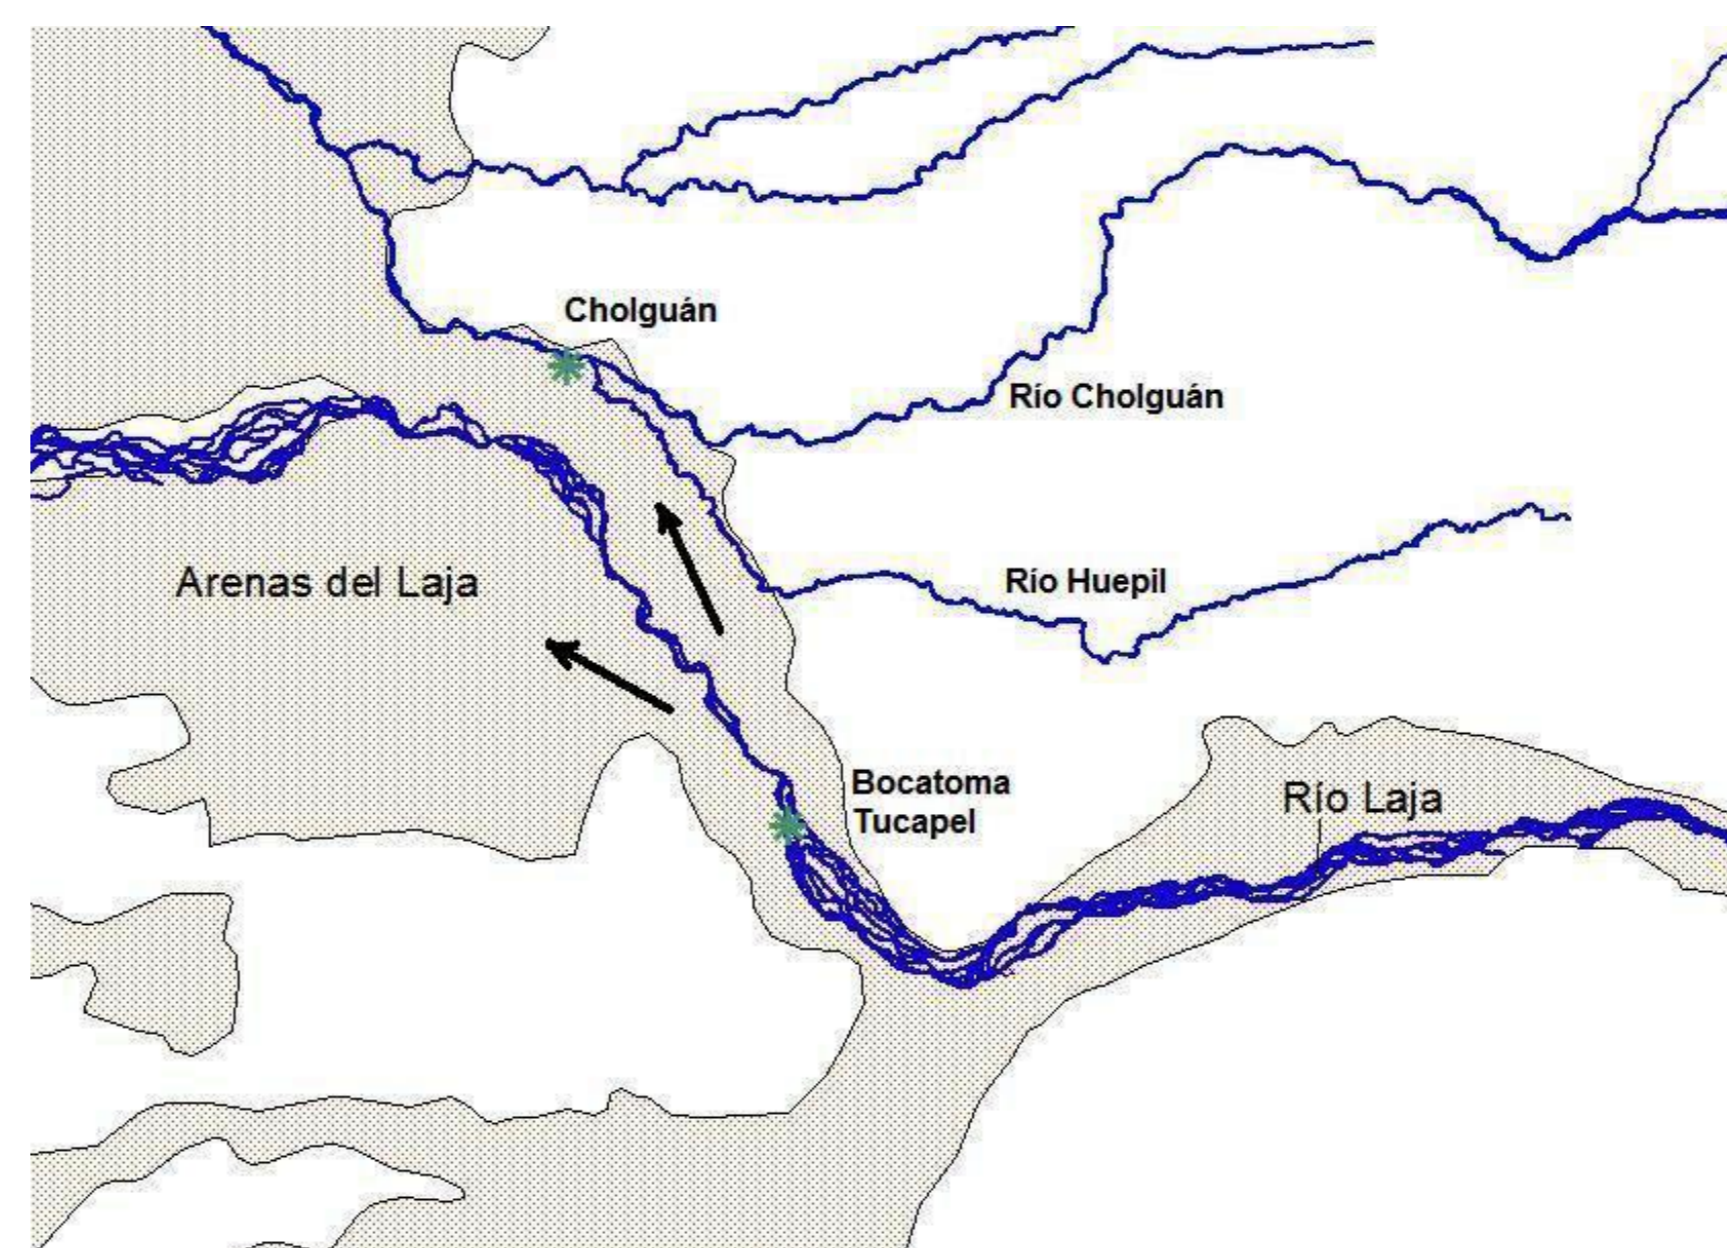 Cholguán
Río Cholguán
Arenas del Laja
Río Huepil
Bocatoma
Tucapel
Río Laja